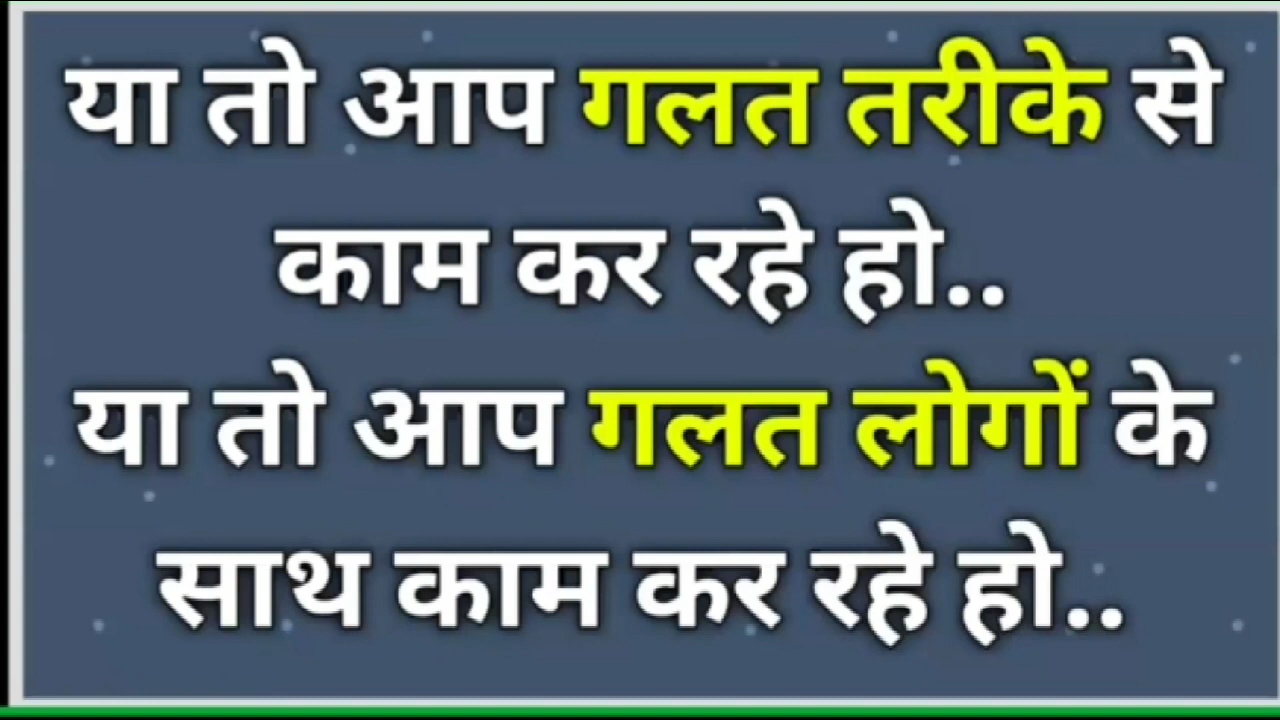 या तो आप गलत तरीके से
काम कर रहे हो..
या तो आप गलत लोगों के
साथ काम कर रहे हो..